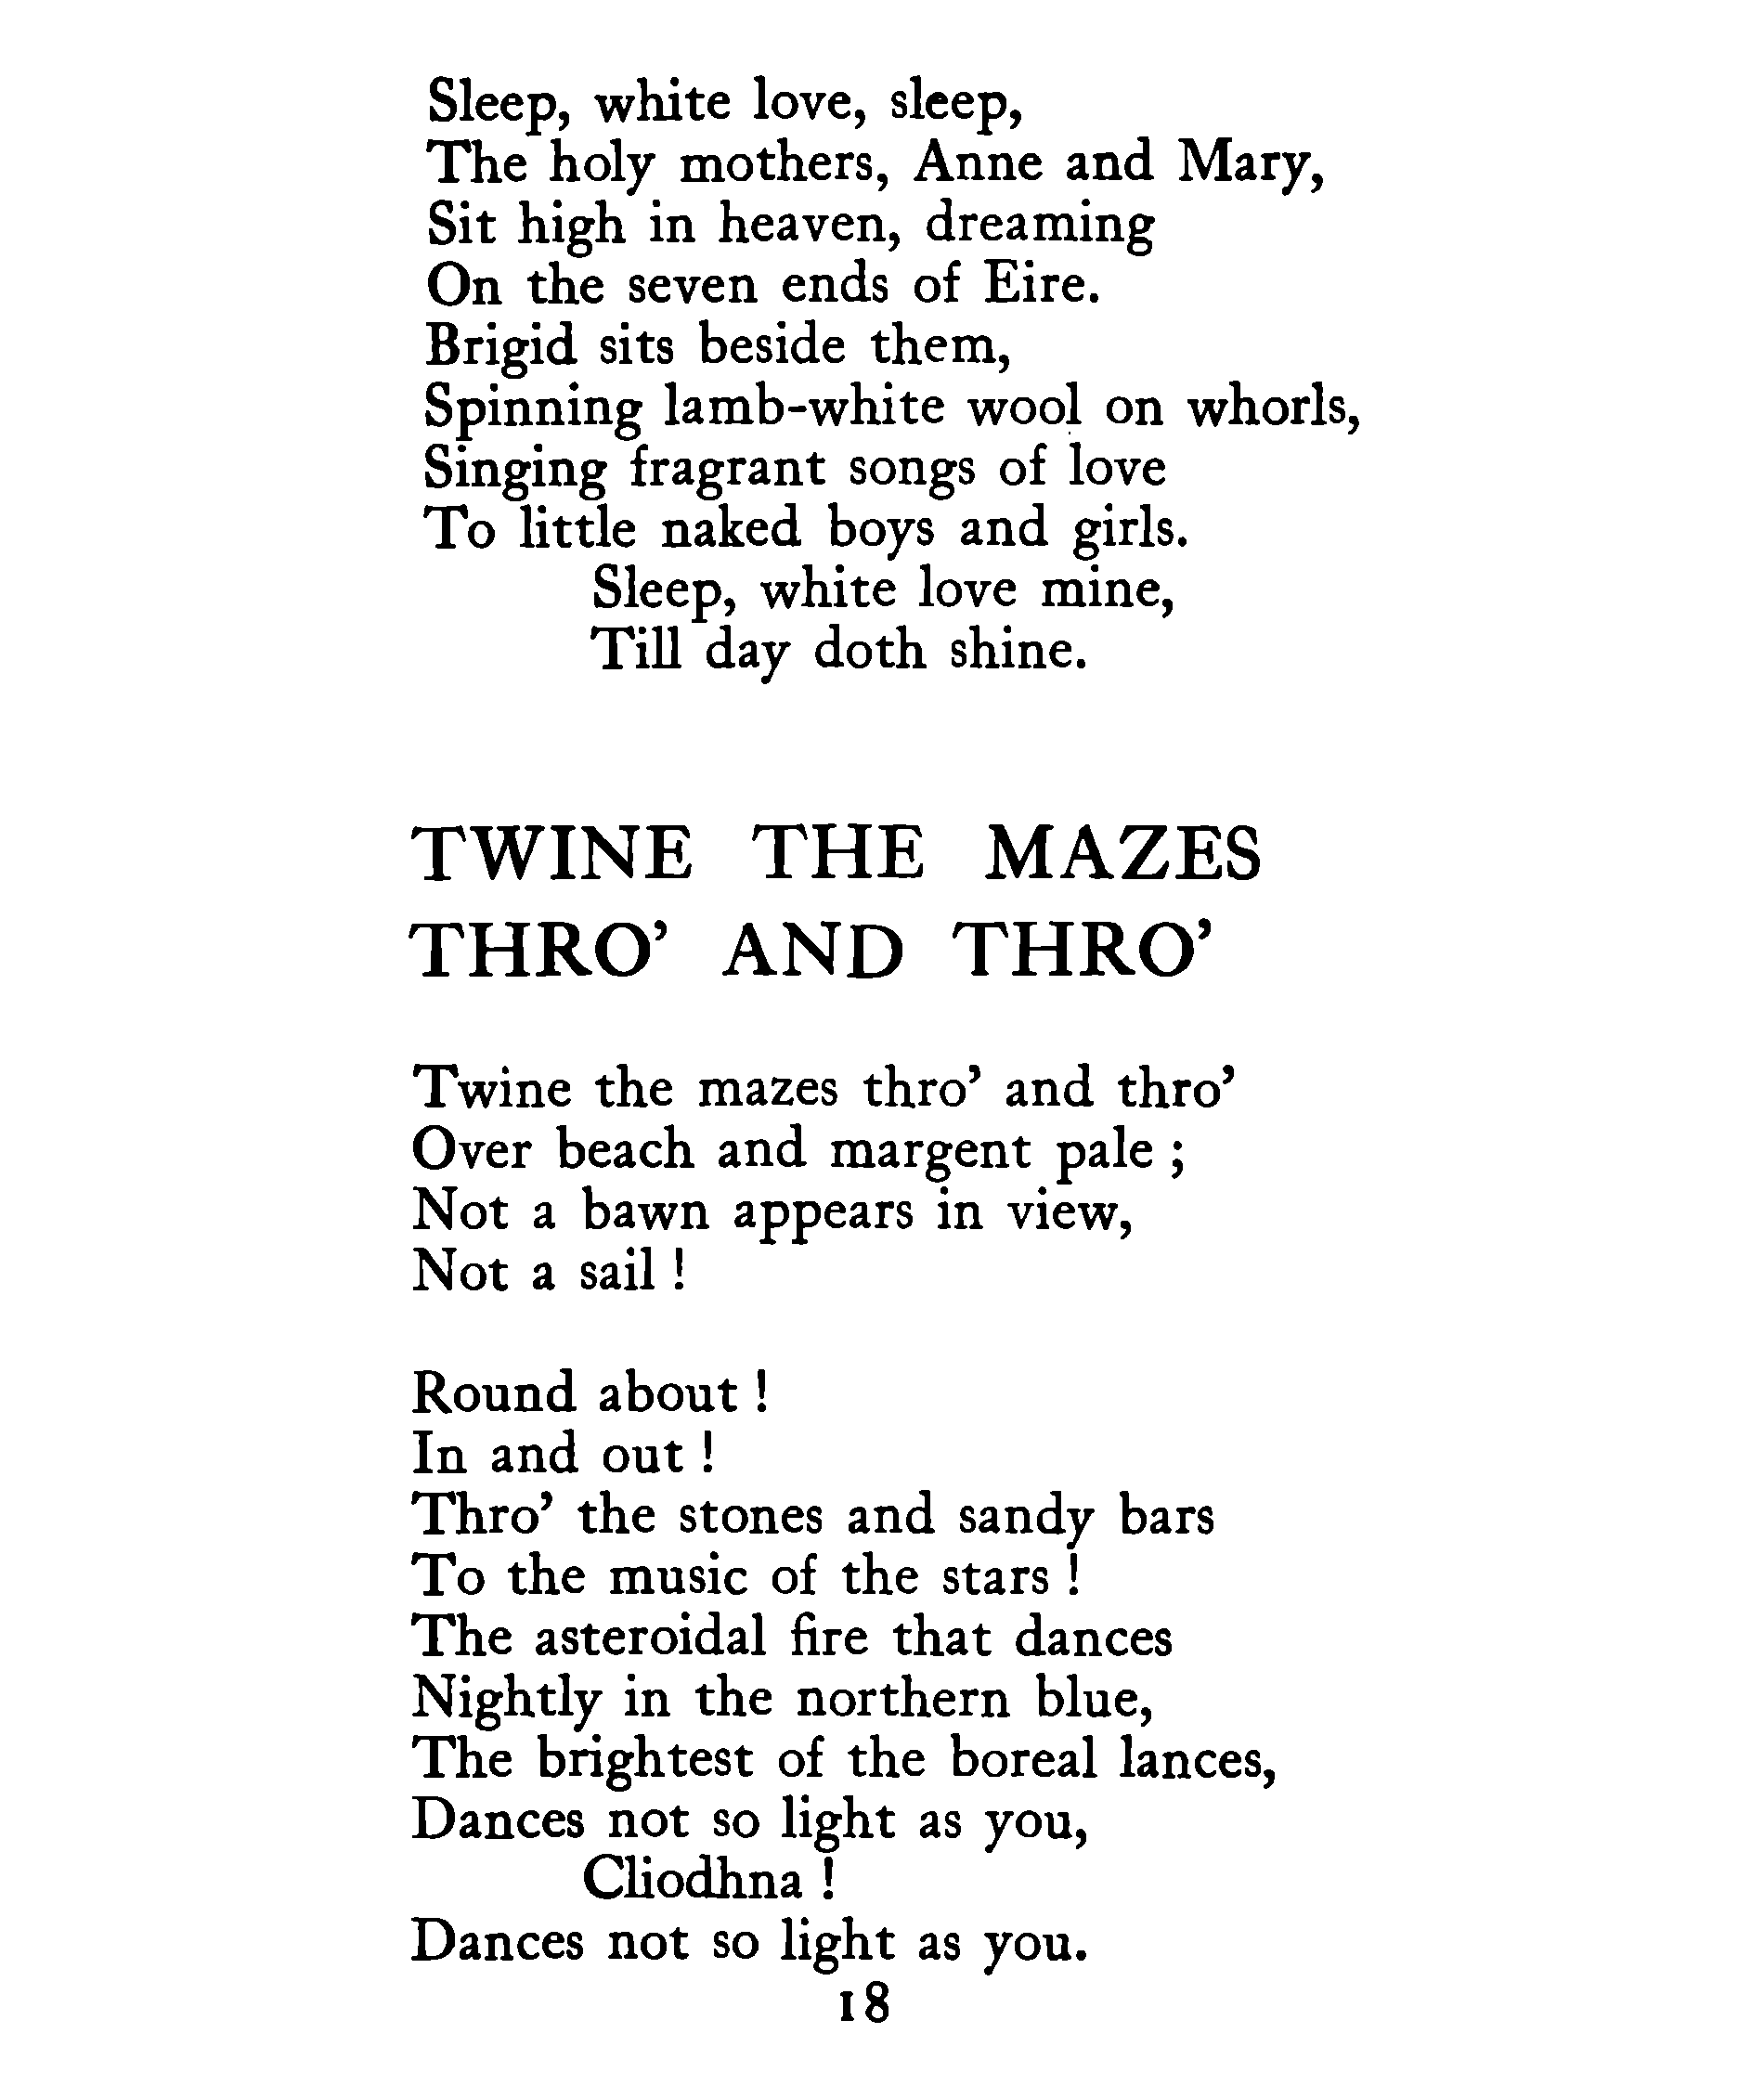 Sleep, white love, sleep,
The holy mothers, Anne and Mary,
Sit high in heaven, dreaming
On the seven ends of Eire.
Brigid sits beside them,
Spinning lamb-white wool on whorls,
Singing fragrant songs of love
To little naked boys and girls.
Sleep, white love mine,
Till day doth shine.
TWINE THE MAZES
THRO’ AND THRO’
Twine the mazes thro’ and thro’
Over beach and margent pale ;
Not a bawn appears in view,
Not a sail !
Round about !
In and out !
Thro’ the stones and sandy bars
To the music of the stars !
The asteroidal fire that dances
Nightly in the northern blue,
The brightest of the boreal lances,
Dances not so light as you,
Cliodhna !
Dances not so light as you.
18